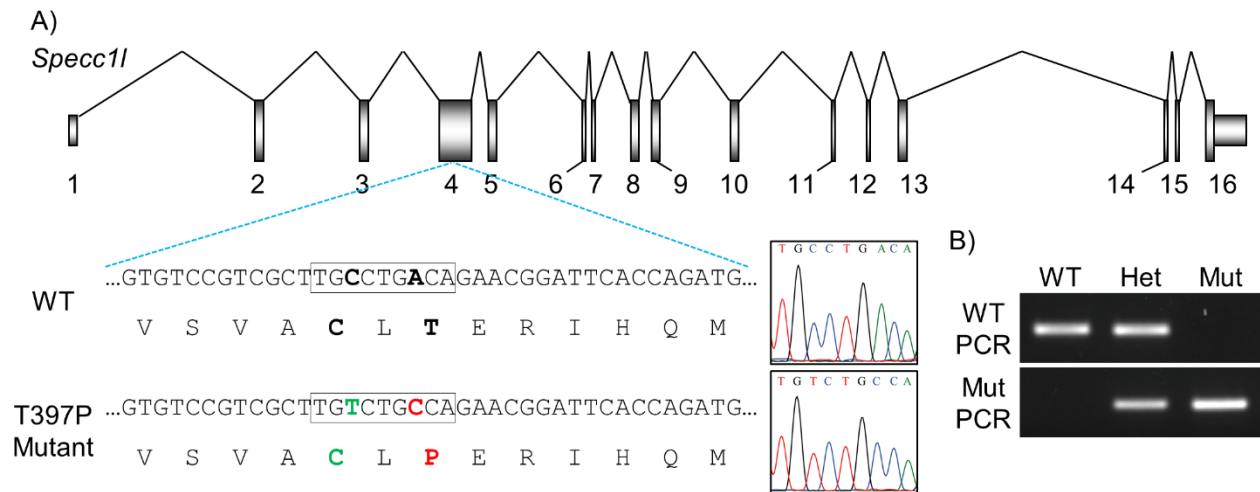 A)
Specc1l
1 2 3 4 5 6 7 8 9 10 11 12 13 14 15 16
WT
...GTGTCCGTCGCTTGCCTGACAGAACGGATTCACCAGATG...
V S V A C L T E R I H Q M
T G C C T G A C A
T397P
Mutant
...GTGTCCGTCGCTTGTCTGCCAGAACGGATTCACCAGATG...
V S V A C L P E R I H Q M
T G T C T G C C A
B)
WT Het Mut
WT
PCR
Mut
PCR